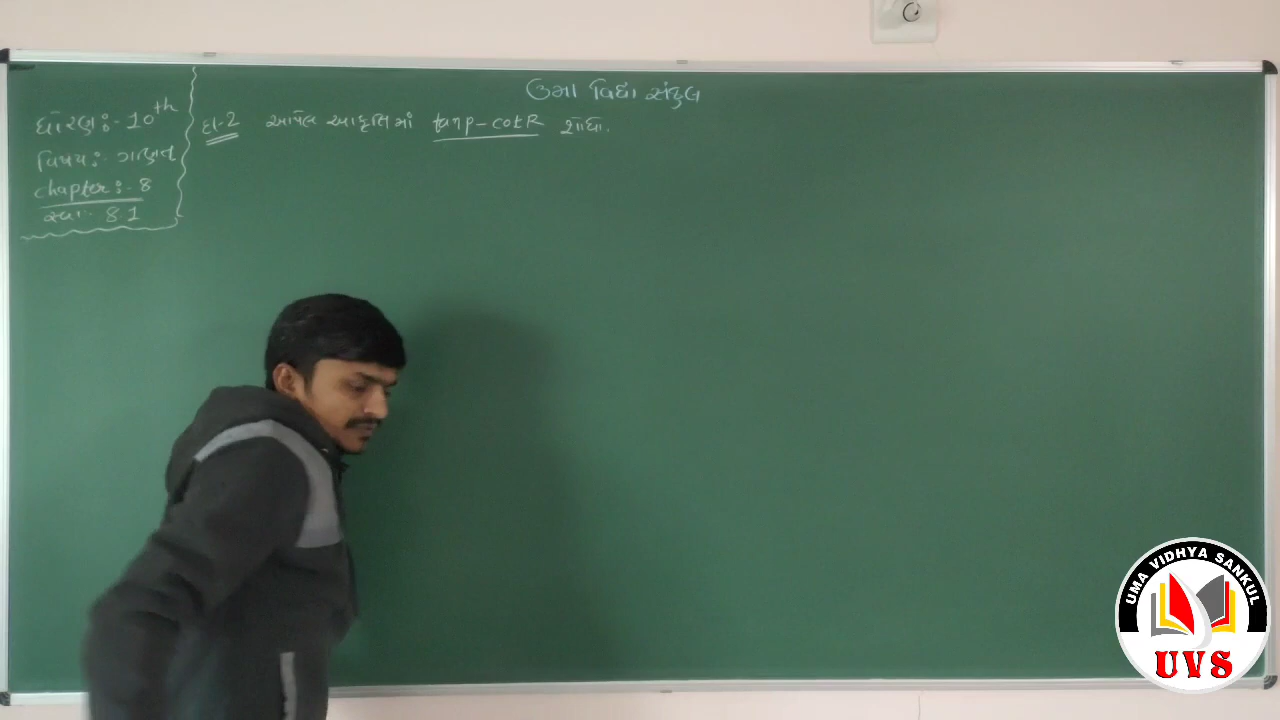 ઉમા વિદ્યા સંકુલ
ધોરણ :- 10th
વિષય :- ગણિત
chapter :- 8
સ્વા:- 8.1
દા-2 આપેલ આકૃતિ માં tanp - cotR શોધો.
UMA VIDHYA SANKUL
UVS